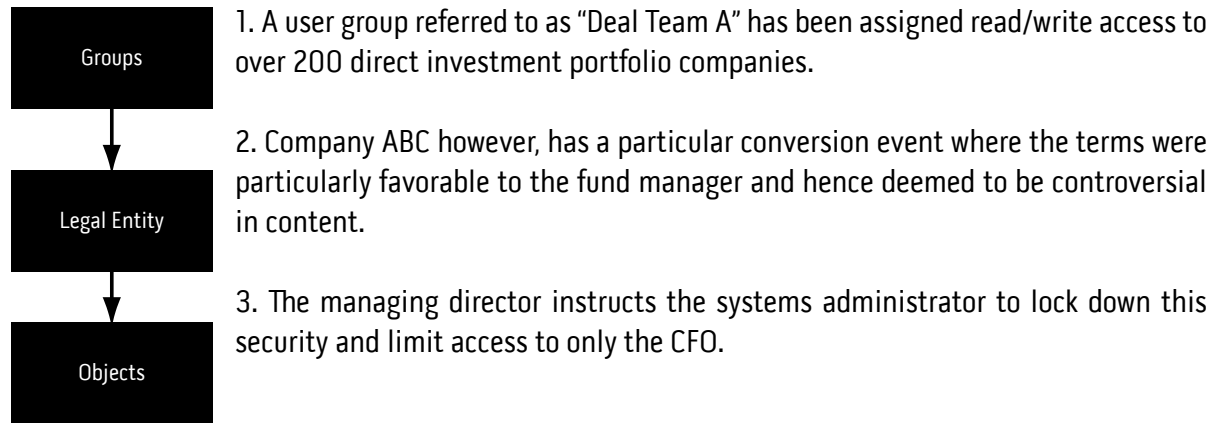 Groups
Legal Entity
Objects
1. A user group referred to as “Deal Team A” has been assigned read/write access to
over 200 direct investment portfolio companies.
2. Company ABC however, has a particular conversion event where the terms were
particularly favorable to the fund manager and hence deemed to be controversial
in content.
3. The managing director instructs the systems administrator to lock down this
security and limit access to only the CFO.